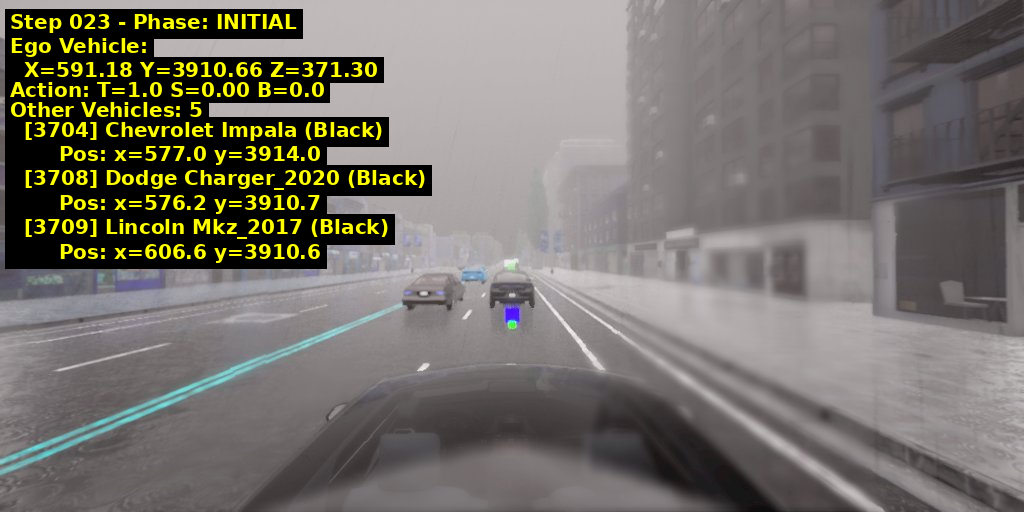 Step 023 - Phase: INITIAL
Ego Vehicle:
X=591.18 Y=3910.66 Z=371.30
Action: T=1.0 S=0.00 B=0.0
Other Vehicles: 5
[3704] Chevrolet Impala (Black)
Pos: x=577.0 y=3914.0
[3708] Dodge Charger_2020 (Black)
Pos: x=576.2 y=3910.7
[3709] Lincoln Mkz_2017 (Black)
Pos: x=606.6 y=3910.6